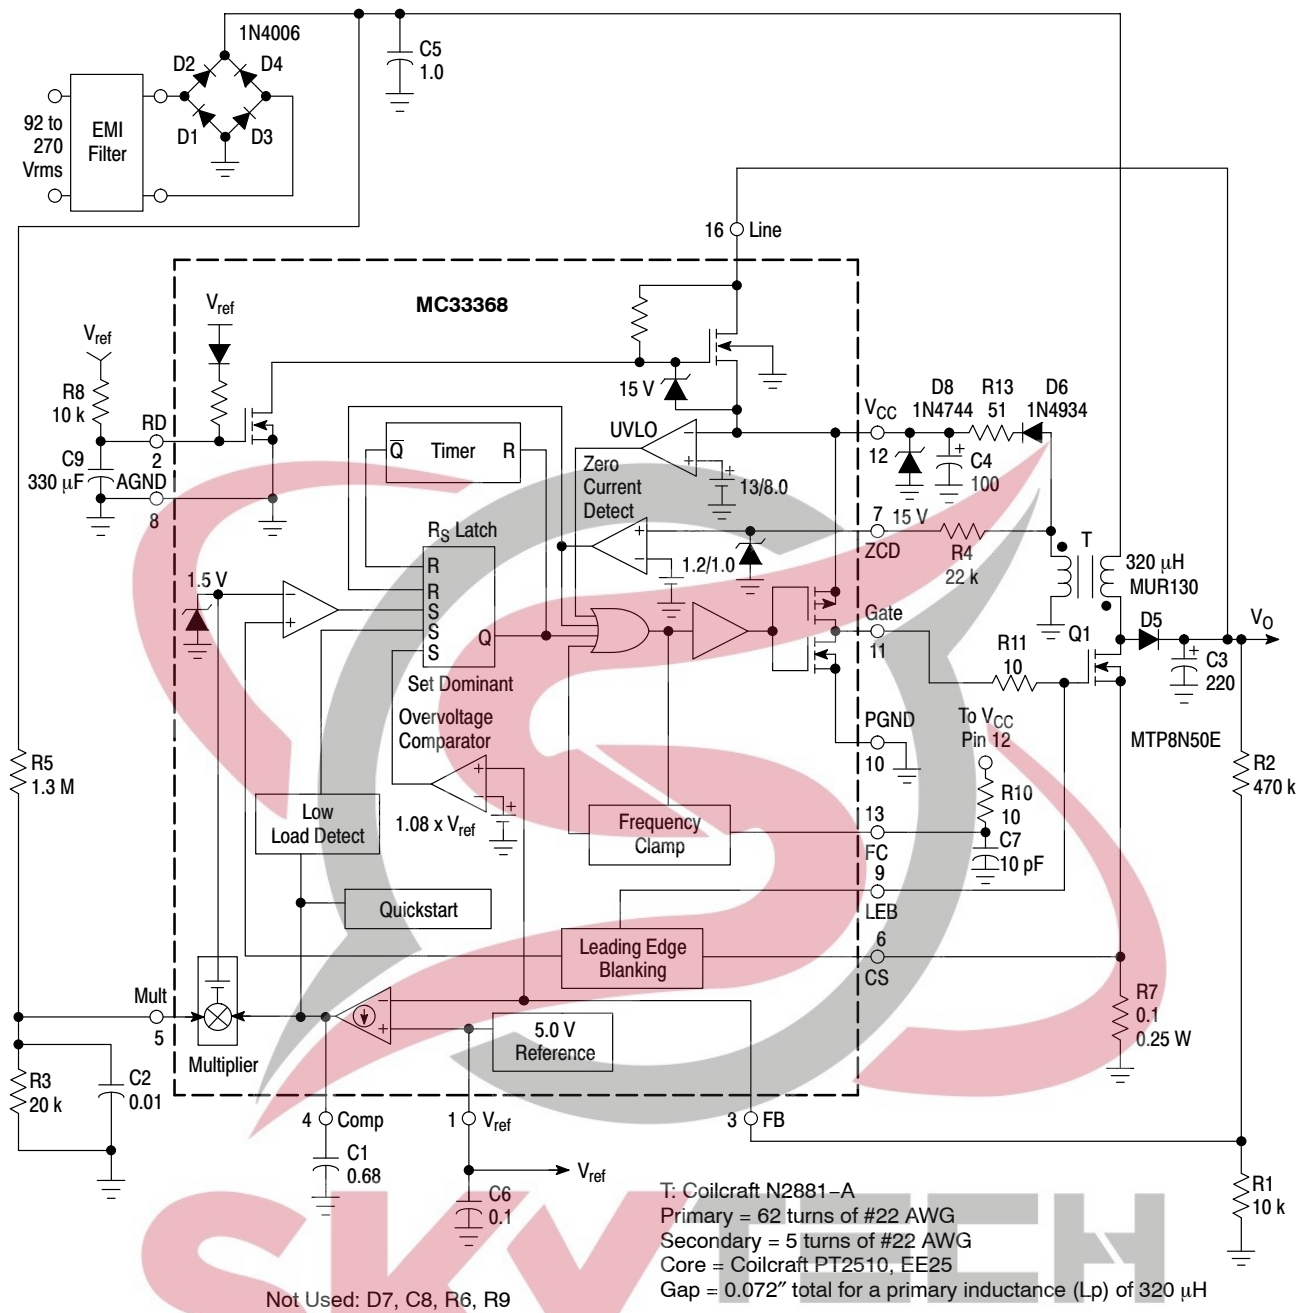 1N4006
D2
D4
D1
D3
C5
1.0
92 to
270
Vrms
EMI
Filter
16 Line
MC33368
Vref
Vref
R8
10 k
RD
2
C9
330 µF
AGND
8
15 V
UVLO
VCC
12
D8
1N4744
R13
51
D6
1N4934
C4
100
13/8.0
Q̅ Timer R
Zero
Current
Detect
RS Latch
R
R
S
S
S
Q
Set Dominant
1.5 V
1.2/1.0
7
15 V
ZCD
R4
22 k
T
320 µH
MUR130
Gate
11
D5
Q1
VO
R11
10
C3
220
MTP8N50E
PGND
10
To VCC
Pin 12
R10
10
C7
10 pF
R2
470 k
R5
1.3 M
Overvoltage
Comparator
1.08 x Vref
Low
Load Detect
Frequency
Clamp
13
FC
9
LEB
Quickstart
Leading Edge
Blanking
6
CS
R7
0.1
0.25 W
Mult
5
Multiplier
5.0 V
Reference
R3
20 k
C2
0.01
4 Comp
1 Vref
3 FB
C1
0.68
Vref
C6
0.1
R1
10 k
T: Coilcraft N2881−A
Primary = 62 turns of #22 AWG
Secondary = 5 turns of #22 AWG
Core = Coilcraft PT2510, EE25
Gap = 0.072″ total for a primary inductance (Lp) of 320 µH
Not Used: D7, C8, R6, R9
SKYTECH